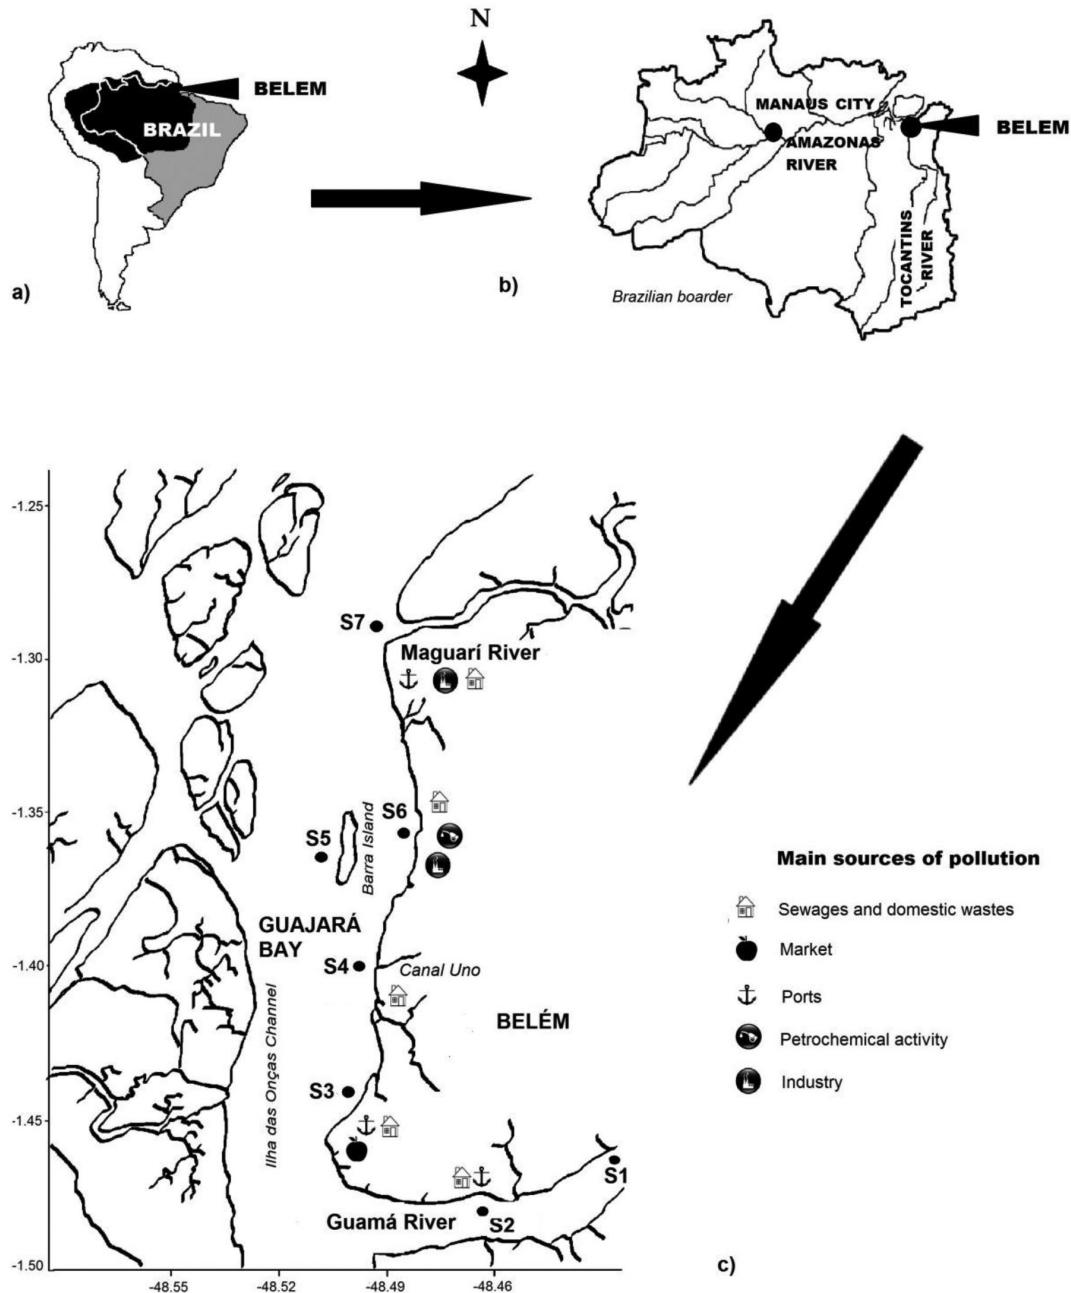 N
BELEM
BRAZIL
a)
MANAUS CITY
AMAZONAS
RIVER
BELEM
TOCANTINS
RIVER
b)
Brazilian boarder
-1.25
-1.30
-1.35
-1.40
-1.45
-1.50
-48.55
-48.52
-48.49
-48.46
S7
Maguarí River
S6
S5
Barra Island
GUAJARÁ
BAY
S4
Canal Uno
BELÉM
Ilha das Onças Channel
S3
S1
Guamá River
S2
c)
Main sources of pollution
Sewages and domestic wastes
Market
Ports
Petrochemical activity
Industry